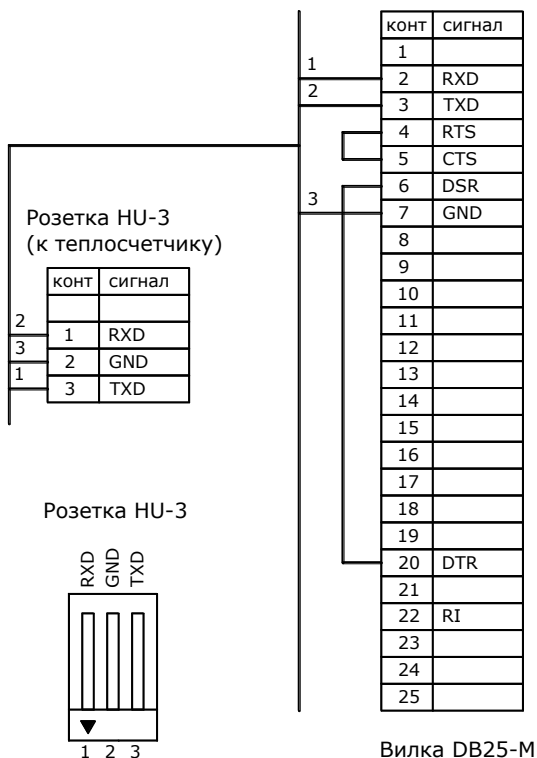 конт сигнал
1
2 RXD
3 TXD
4 RTS
5 CTS
6 DSR
7 GND
8
9
10
11
12
13
14
15
16
17
18
19
20 DTR
21
22 RI
23
24
25
Вилка DB25-M
1
2
3
Розетка HU-3
(к теплосчетчику)
конт сигнал
2
1 RXD
3
2 GND
1
3 TXD
Розетка HU-3
RXD GND TXD
1 2 3